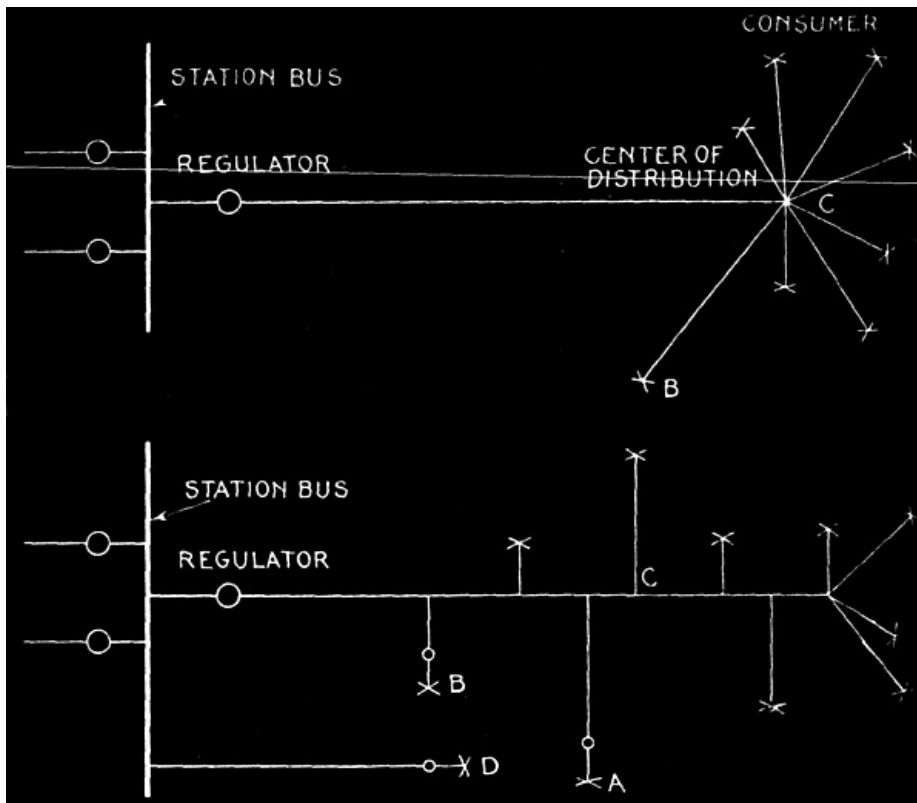 CONSUMER
STATION BUS
REGULATOR
CENTER OF
DISTRIBUTION
C
B
STATION BUS
REGULATOR
C
B
D
A